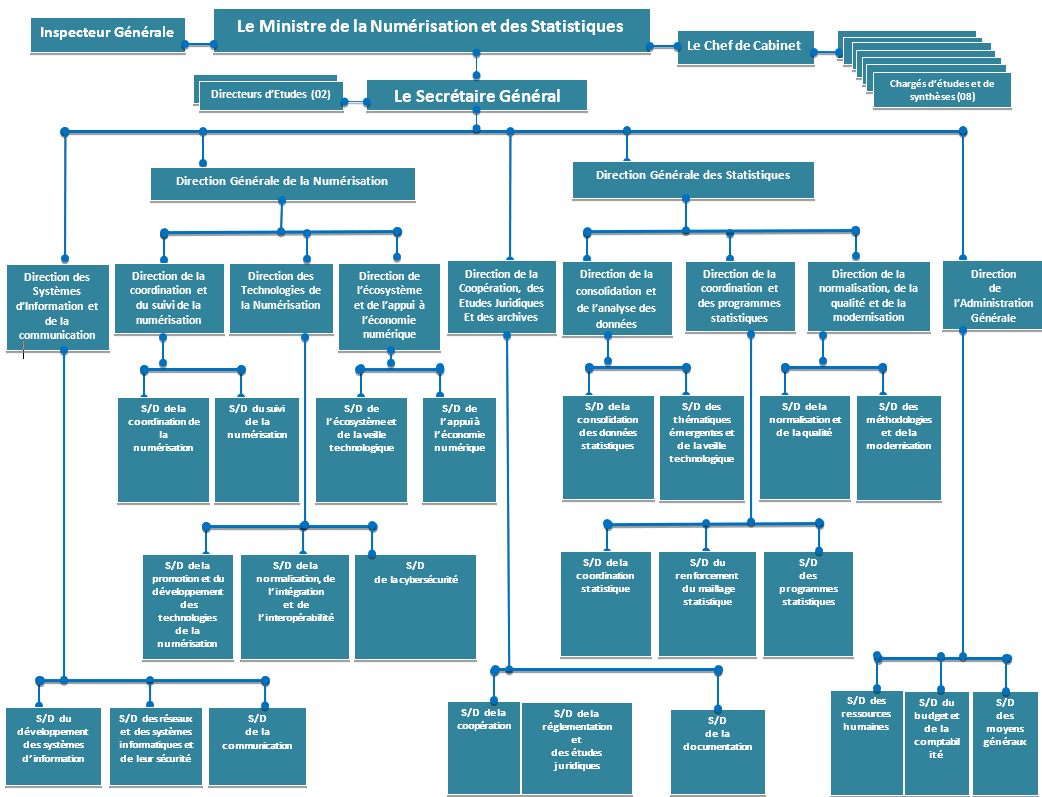 Le Ministre de la Numérisation et des Statistiques
Inspecteur Générale
Le Chef de Cabinet
Chargés d'études et de
synthèses (08)
Directeurs d'Etudes (02)
Le Secrétaire Général
Direction Générale de la Numérisation
Direction Générale des Statistiques
Direction des
Systèmes
d'Information et
de la
communication
Direction de la
coordination et
du suivi de la
numérisation
Direction des
Technologies de
la Numérisation
Direction de
l'écosystème
et de l'appui à
l'économie
numérique
Direction de la
Coopération, des
Etudes Juridiques
Et des archives
Direction de la
consolidation et
de l'analyse des
données
Direction de la
coordination et
des programmes
statistiques
Direction de la
normalisation, de la
qualité et de la
modernisation
Direction
de
l'Administration
Générale
S/D de la
coordination de
la
numérisation
S/D du suivi
de la
numérisation
S/D de
l'écosystème et
de la veille
technologique
S/D de
l'appui à
l'économie
numérique
S/D de la
consolidation
des données
statistiques
S/D des
thématiques
émergentes et
de la veille
technologique
S/D de la
normalisation et
de la qualité
S/D des
méthodologies
et de la
modernisation
S/D de la
promotion et du
développement
des
technologies
de la
numérisation
S/D de la
normalisation, de
l'intégration
et de
l'interopérabilité
S/D
de la cybersécurité
S/D de la
coordination
statistique
S/D du
renforcement
du maillage
statistique
S/D
des
programmes
statistiques
S/D du
développement
des systèmes
d'information
S/D des réseaux
et des systèmes
informatiques et
de leur sécurité
S/D
de la
communication
S/D de la
coopération
S/D de la
réglementation
et
des études
juridiques
S/D
de la
documentation
S/D des
ressources
humaines
S/D du
budget et
de la
comptabil
ité
S/D
des
moyens
généraux